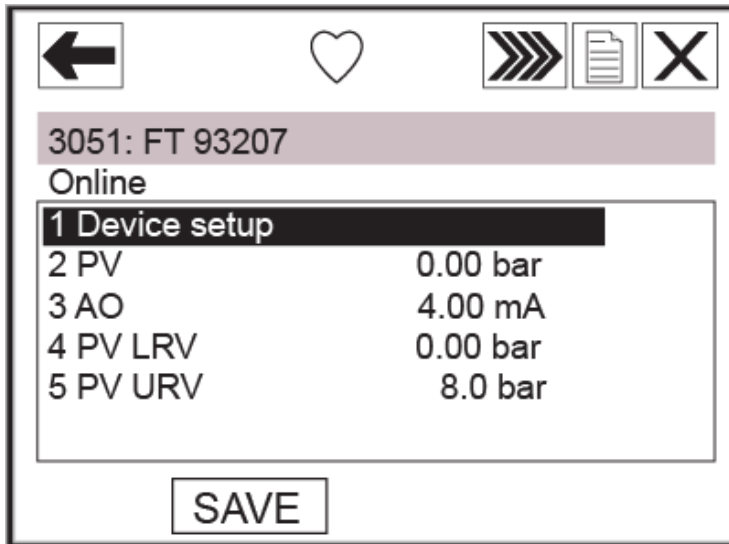 3051: FT 93207
Online
1 Device setup
2 PV 0.00 bar
3 AO 4.00 mA
4 PV LRV 0.00 bar
5 PV URV 8.0 bar
SAVE